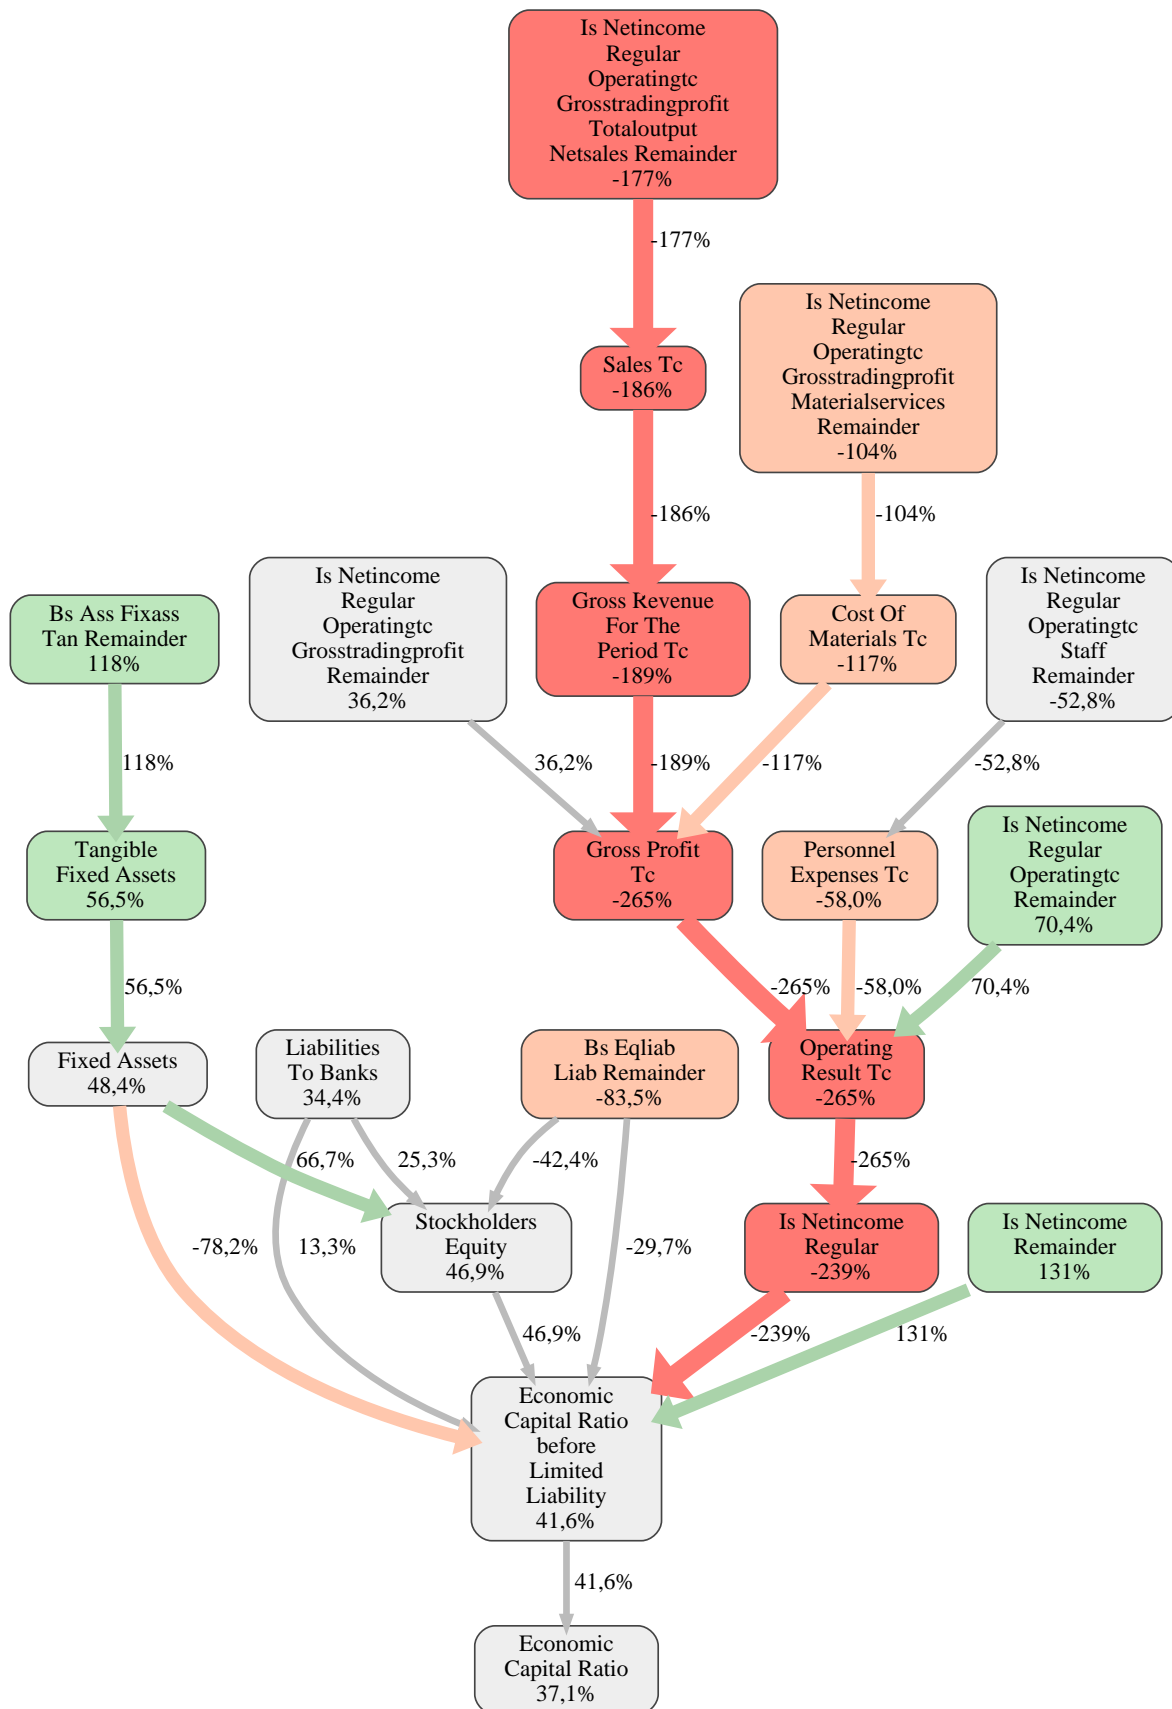 Is Netincome
Regular
Operatingtc
Grosstradingprofit
Totaloutput
Netsales Remainder
-177%
-177%
Is Netincome
Regular
Operatingtc
Grosstradingprofit
Materialservices
Remainder
-104%
Sales Tc
-186%
-186%
-104%
Is Netincome
Regular
Operatingtc
Grosstradingprofit
Remainder
36,2%
Is Netincome
Regular
Operatingtc
Staff
Remainder
-52,8%
Bs Ass Fixass
Tan Remainder
118%
Gross Revenue
For The
Period Tc
-189%
Cost Of
Materials Tc
-117%
118%
36,2%
-189%
-117%
-52,8%
Tangible
Fixed Assets
56,5%
Gross Profit
Tc
-265%
Personnel
Expenses Tc
-58,0%
Is Netincome
Regular
Operatingtc
Remainder
70,4%
56,5%
-265%
-58,0%
70,4%
Fixed Assets
48,4%
Liabilities
To Banks
34,4%
Bs Eqliab
Liab Remainder
-83,5%
Operating
Result Tc
-265%
66,7%
25,3%
-42,4%
-265%
Stockholders
Equity
46,9%
Is Netincome
Regular
-239%
Is Netincome
Remainder
131%
-78,2%
13,3%
-29,7%
46,9%
-239%
131%
Economic
Capital Ratio
before
Limited
Liability
41,6%
41,6%
Economic
Capital Ratio
37,1%